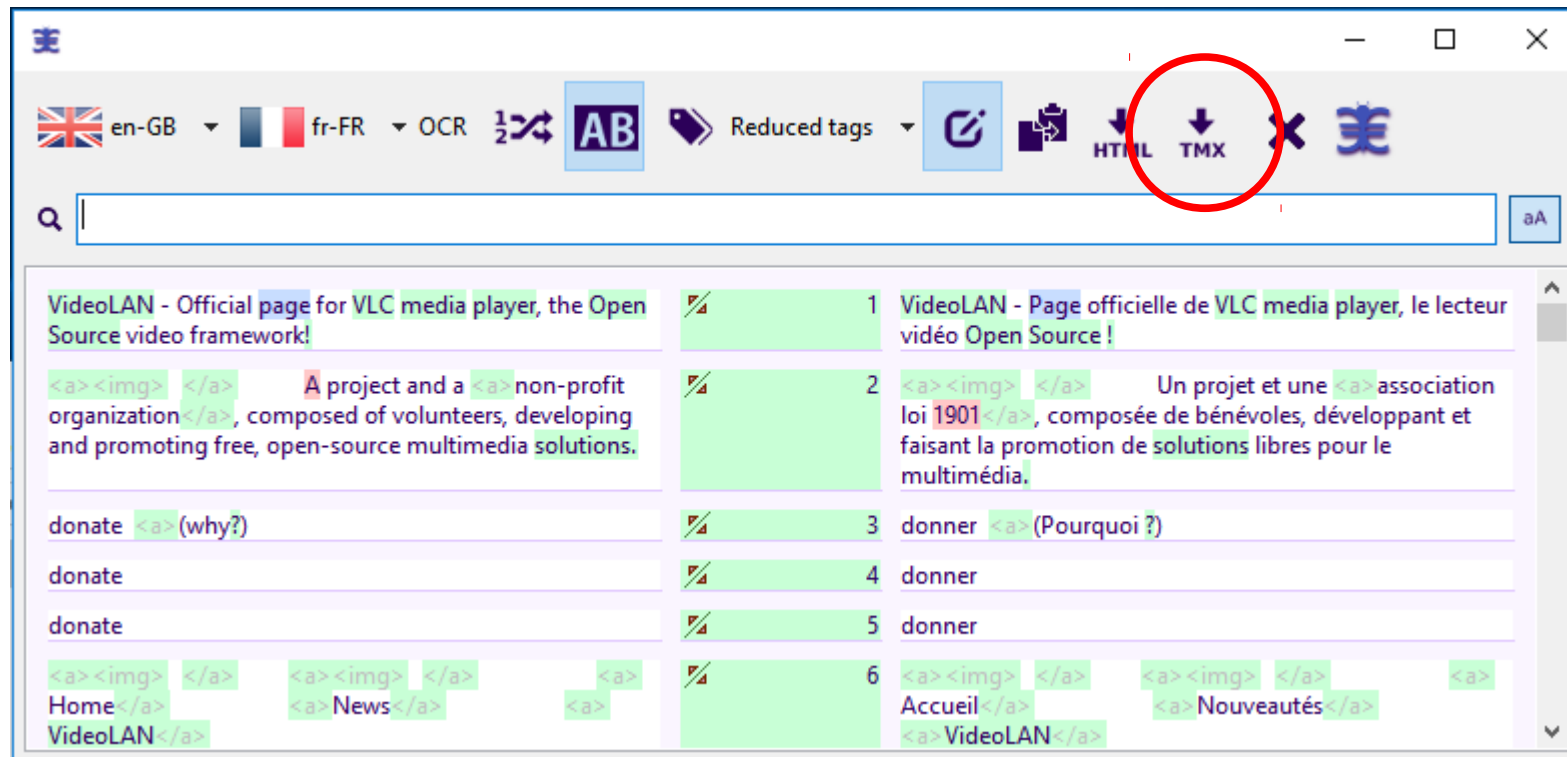 en-GB fr-FR OCR 1/2 AB Reduced tags HTML TMX
aA
VideoLAN - Official page for VLC media player, the Open
Source video framework!
1
VideoLAN - Page officielle de VLC media player, le lecteur
vidéo Open Source !
<a><img> </a> A project and a <a>non-profit
organization</a>, composed of volunteers, developing
and promoting free, open-source multimedia solutions.
2
<a><img> </a> Un projet et une <a>association
loi 1901</a>, composée de bénévoles, développant et
faisant la promotion de solutions libres pour le
multimédia.
donate <a>(why?)
3
donner <a>(Pourquoi ?)
donate
4
donner
donate
5
donner
<a><img> </a> <a><img> </a> <a>
Home</a> <a>News</a> <a>
VideoLAN</a>
6
<a><img> </a> <a><img> </a> <a>
Accueil</a> <a>Nouveautés</a>
<a>VideoLAN</a>